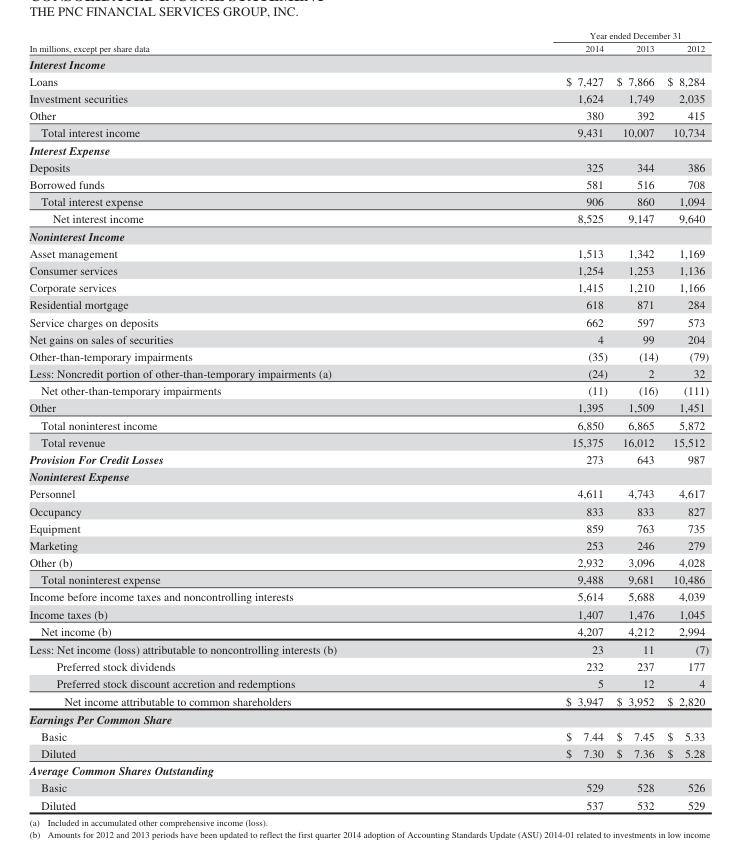 THE PNC FINANCIAL SERVICES GROUP, INC.
Year ended December 31
In millions, except per share data 2014 2013 2012
Interest Income
Loans $ 7,427 $ 7,866 $ 8,284
Investment securities 1,624 1,749 2,035
Other 380 392 415
Total interest income 9,431 10,007 10,734
Interest Expense
Deposits 325 344 386
Borrowed funds 581 516 708
Total interest expense 906 860 1,094
Net interest income 8,525 9,147 9,640
Noninterest Income
Asset management 1,513 1,342 1,169
Consumer services 1,254 1,253 1,136
Corporate services 1,415 1,210 1,166
Residential mortgage 618 871 284
Service charges on deposits 662 597 573
Net gains on sales of securities 4 99 204
Other-than-temporary impairments (35) (14) (79)
Less: Noncredit portion of other-than-temporary impairments (a) (24) 2 32
Net other-than-temporary impairments (11) (16) (111)
Other 1,395 1,509 1,451
Total noninterest income 6,850 6,865 5,872
Total revenue 15,375 16,012 15,512
Provision For Credit Losses 273 643 987
Noninterest Expense
Personnel 4,611 4,743 4,617
Occupancy 833 833 827
Equipment 859 763 735
Marketing 253 246 279
Other (b) 2,932 3,096 4,028
Total noninterest expense 9,488 9,681 10,486
Income before income taxes and noncontrolling interests 5,614 5,688 4,039
Income taxes (b) 1,407 1,476 1,045
Net income (b) 4,207 4,212 2,994
Less: Net income (loss) attributable to noncontrolling interests (b) 23 11 (7)
Preferred stock dividends 232 237 177
Preferred stock discount accretion and redemptions 5 12 4
Net income attributable to common shareholders $ 3,947 $ 3,952 $ 2,820
Earnings Per Common Share
Basic $ 7.44 $ 7.45 $ 5.33
Diluted $ 7.30 $ 7.36 $ 5.28
Average Common Shares Outstanding
Basic 529 528 526
Diluted 537 532 529
(a) Included in accumulated other comprehensive income (loss).
(b) Amounts for 2012 and 2013 periods have been updated to reflect the first quarter 2014 adoption of Accounting Standards Update (ASU) 2014-01 related to investments in low income